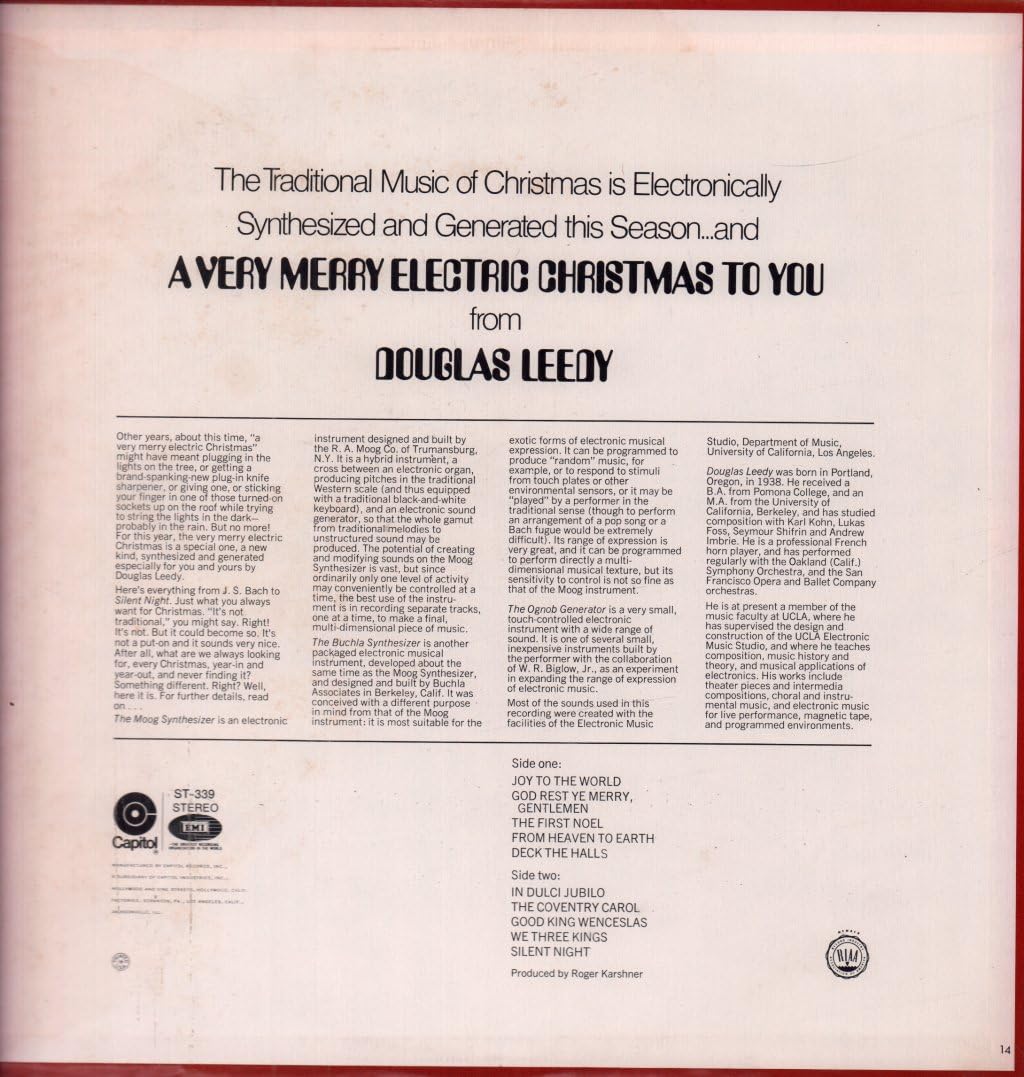 The Traditional Music of Christmas is Electronically
Synthesized and Generated this Season...and
A VERY MERRY ELECTRIC CHRISTMAS TO YOU
from
DOUGLAS LEEDY
Other years, about this time, "a
very merry electric Christmas"
might have meant plugging in the
lights on the tree, or getting a
brand-spanking-new plug-in knife
sharpener, or giving one, or sticking
your finger in one of those turned-on
sockets up on the roof while trying
to string the lights in the dark—
probably in the rain. But no more!
For this year, the very merry electric
Christmas is a special one, a new
kind, synthesized and generated
especially for you and yours by
Douglas Leedy.
Here's everything from J. S. Bach to
Silent Night. Just what you always
want for Christmas. "It's not
traditional," you might say. Right!
It's not. But it could become so. It's
not a put-on and it sounds very nice.
After all, what are we always looking
for, every Christmas, year-in and
year-out, and never finding it?
Something different. Right? Well,
here it is. For further details, read
on . . .
The Moog Synthesizer is an electronic
instrument designed and built by
the R. A. Moog Co. of Trumansburg,
N.Y. It is a hybrid instrument, a
cross between an electronic organ,
producing pitches in the traditional
Western scale (and thus equipped
with a traditional black-and-white
keyboard), and an electronic sound
generator, so that the whole gamut
from traditional melodies to
unstructured sound may be
produced. The potential of creating
and modifying sounds on the Moog
Synthesizer is vast, but since
ordinarily only one level of activity
may conveniently be controlled at a
time, the best use of the instru-
ment is in recording separate tracks,
one at a time, to make a final,
multi-dimensional piece of music.
The Buchla Synthesizer is another
packaged electronic musical
instrument, developed about the
same time as the Moog Synthesizer,
and designed and built by Buchla
Associates in Berkeley, Calif. It was
conceived with a different purpose
in mind from that of the Moog
instrument: it is most suitable for the
exotic forms of electronic musical
expression. It can be programmed to
produce "random" music, for
example, or to respond to stimuli
from touch plates or other
environmental sensors, or it may be
"played" by a performer in the
traditional sense (though to perform
an arrangement of a pop song or a
Bach fugue would be extremely
difficult). Its range of expression is
very great, and it can be programmed
to perform directly a multi-
dimensional musical texture, but its
sensitivity to control is not so fine as
that of the Moog instrument.
The Ognob Generator is a very small,
touch-controlled electronic
instrument with a wide range of
sound. It is one of several small,
inexpensive instruments built by
the performer with the collaboration
of W. R. Biglow, Jr., as an experiment
in expanding the range of expression
of electronic music.
Most of the sounds used in this
recording were created with the
facilities of the Electronic Music
Studio, Department of Music,
University of California, Los Angeles.
Douglas Leedy was born in Portland,
Oregon, in 1938. He received a
B.A. from Pomona College, and an
M.A. from the University of
California, Berkeley, and has studied
composition with Karl Kohn, Lukas
Foss, Seymour Shifrin and Andrew
Imbrie. He is a professional French
horn player, and has performed
regularly with the Oakland (Calif.)
Symphony Orchestra, and the San
Francisco Opera and Ballet Company
orchestras.
He is at present a member of the
music faculty at UCLA, where he
has supervised the design and
construction of the UCLA Electronic
Music Studio, and where he teaches
composition, music history and
theory, and musical applications of
electronics. His works include
theater pieces and intermedia
compositions, choral and instru-
mental music, and electronic music
for live performance, magnetic tape,
and programmed environments.
Side one:
JOY TO THE WORLD
GOD REST YE MERRY,
GENTLEMEN
THE FIRST NOEL
FROM HEAVEN TO EARTH
DECK THE HALLS
Side two:
IN DULCI JUBILO
THE COVENTRY CAROL
GOOD KING WENCESLAS
WE THREE KINGS
SILENT NIGHT
Produced by Roger Karshner
ST-339
STEREO
Capitol
EMI
THE GREATEST RECORDING
ORGANIZATION IN THE WORLD
MANUFACTURED BY CAPITOL RECORDS, INC.,
A SUBSIDIARY OF CAPITOL INDUSTRIES, INC.,
HOLLYWOOD AND VINE STREETS, HOLLYWOOD, CALIF.
FACTORIES: SCRANTON, PA., LOS ANGELES, CALIF.,
JACKSONVILLE, ILL.
MEMBER
RIAA
14